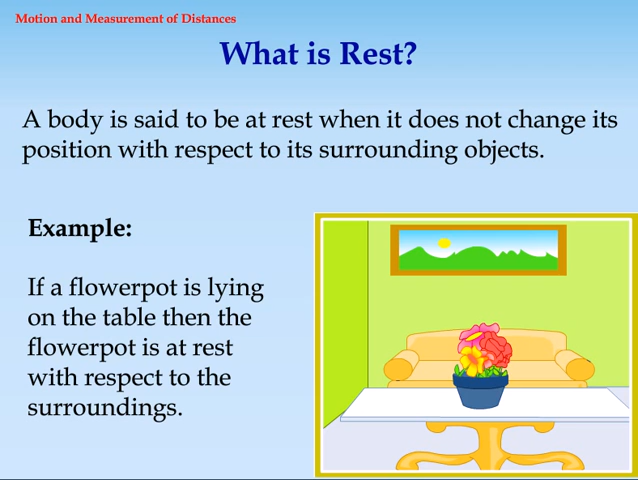 Motion and Measurement of Distances
What is Rest?
A body is said to be at rest when it does not change its
position with respect to its surrounding objects.
Example:
If a flowerpot is lying
on the table then the
flowerpot is at rest
with respect to the
surroundings.